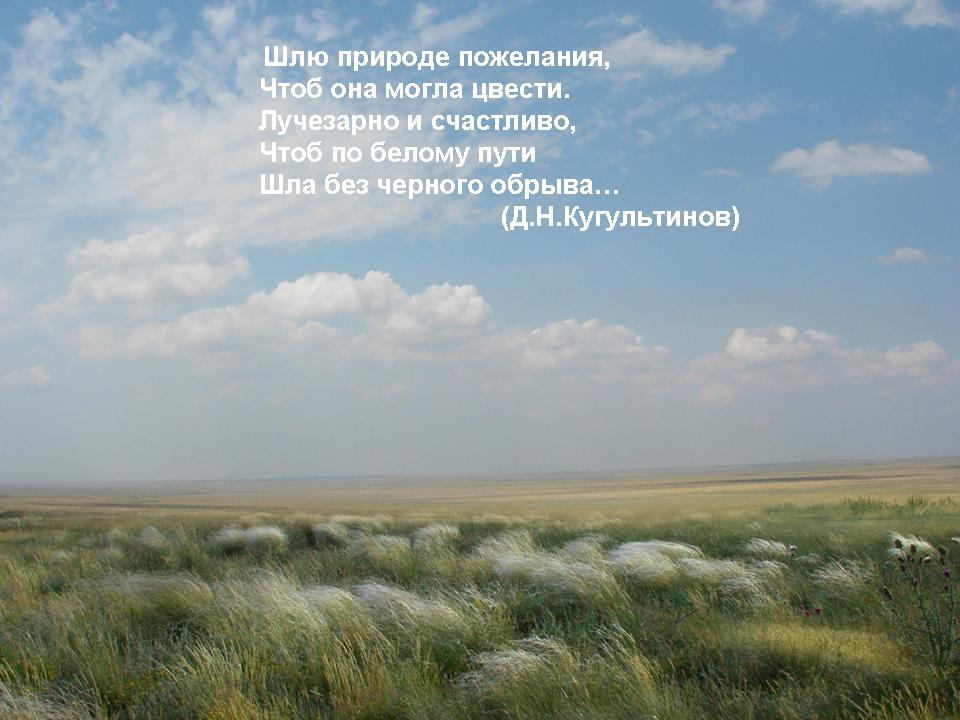 Шлю природе пожелания,
Чтоб она могла цвести.
Лучезарно и счастливо,
Чтоб по белому пути
Шла без черного обрыва…
(Д.Н.Кугультинов)